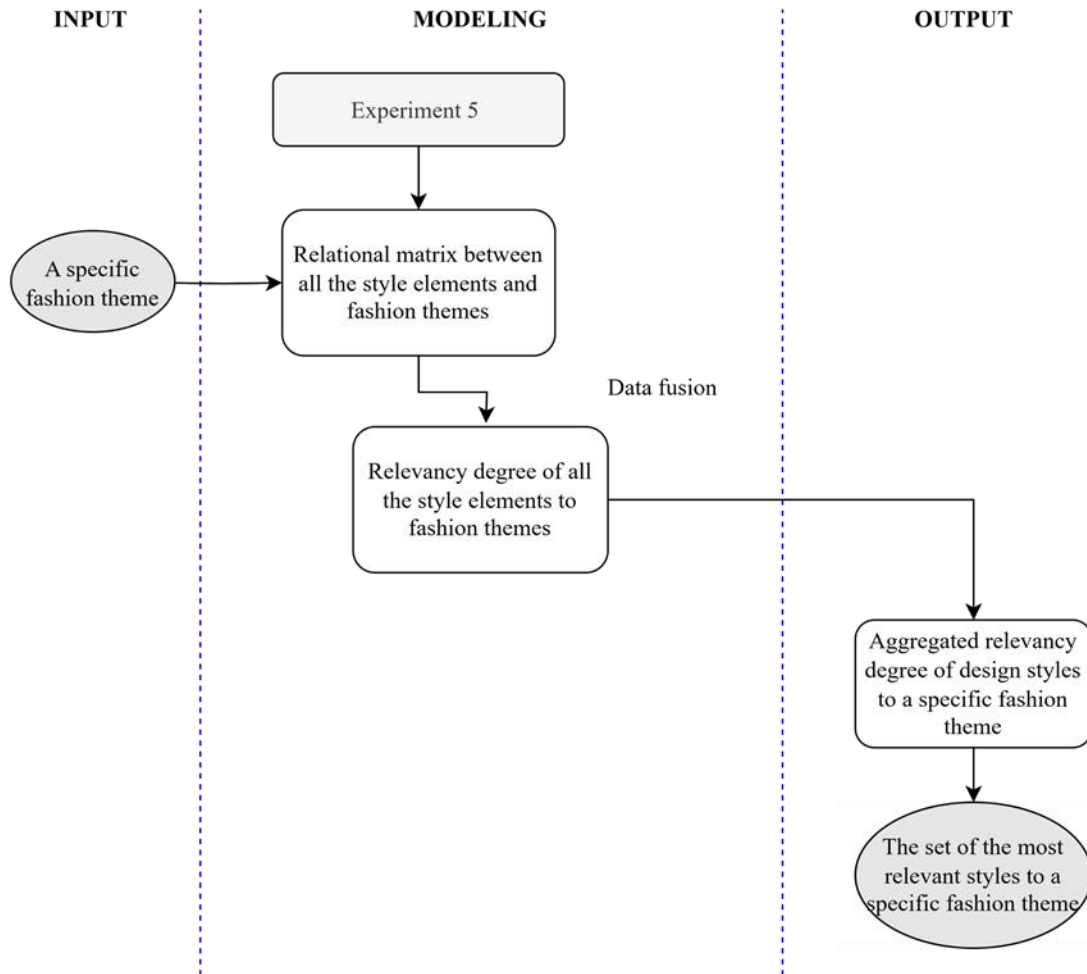 INPUT
MODELING
OUTPUT
Experiment 5
A specific
fashion theme
Relational matrix between
all the style elements and
fashion themes
Data fusion
Relevancy degree of all
the style elements to
fashion themes
Aggregated relevancy
degree of design styles
to a specific fashion
theme
The set of the most
relevant styles to a
specific fashion theme